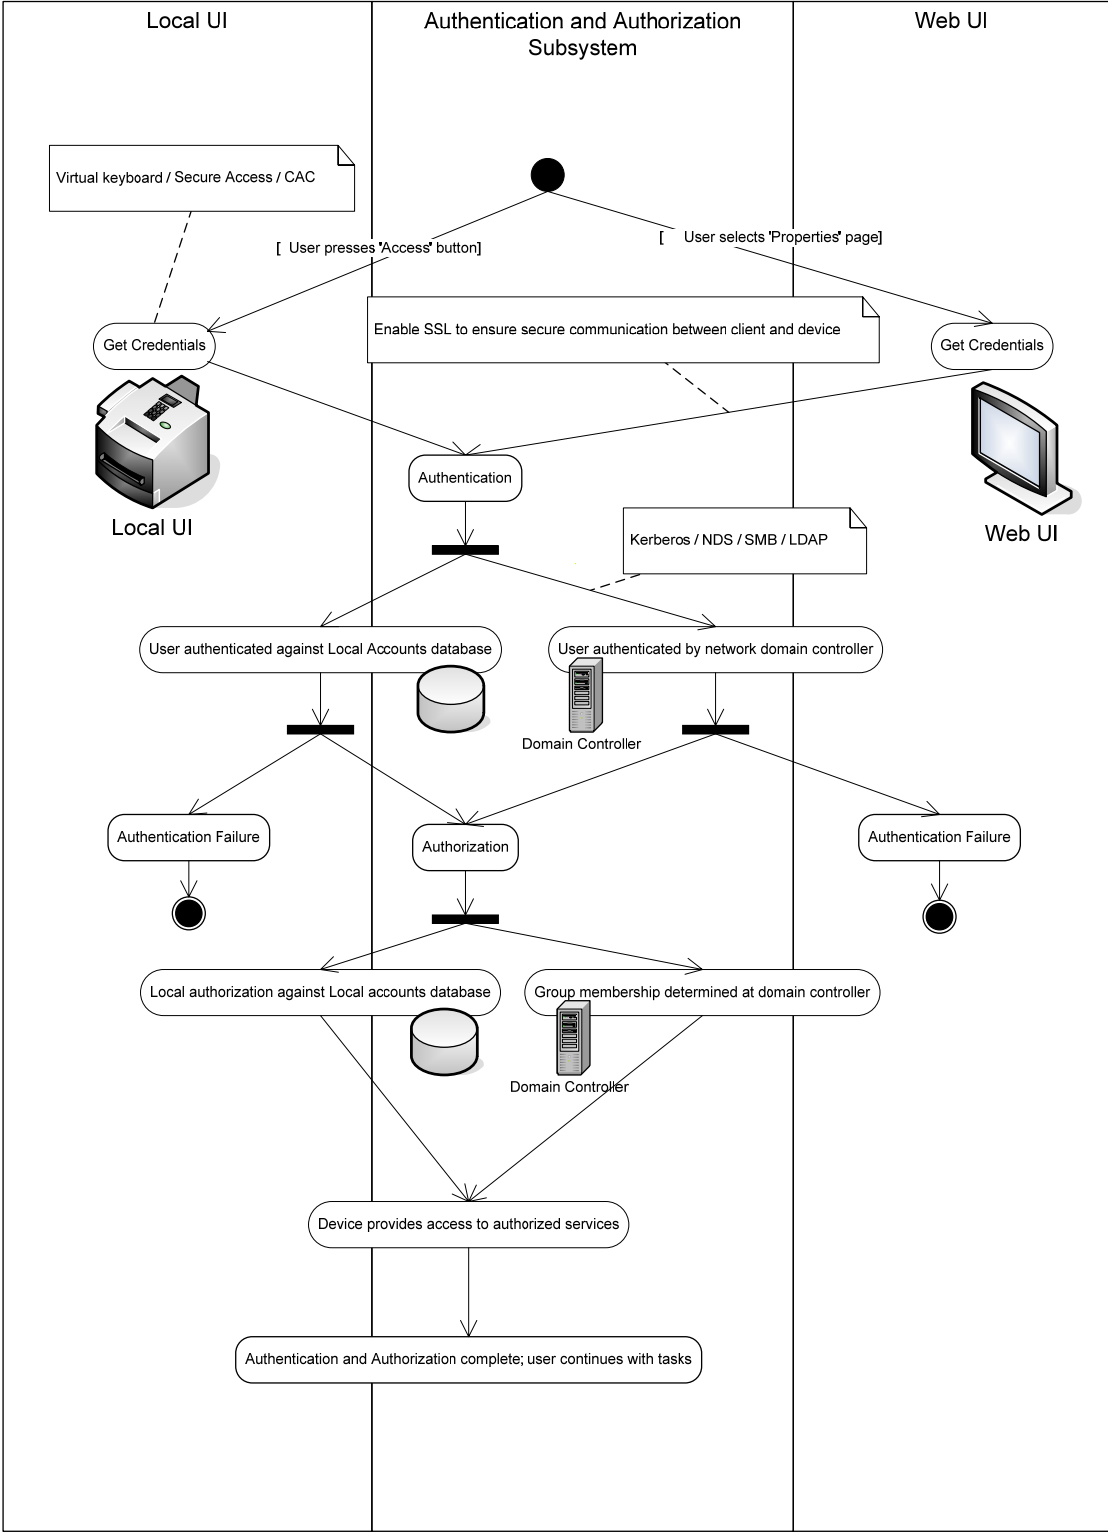 Local UI
Authentication and Authorization
Subsystem
Web UI
Virtual keyboard / Secure Access / CAC
[ User presses 'Access' button]
[ User selects 'Properties' page]
Enable SSL to ensure secure communication between client and device
Get Credentials
Get Credentials
Local UI
Authentication
Web UI
Kerberos / NDS / SMB / LDAP
User authenticated against Local Accounts database
User authenticated by network domain controller
Domain Controller
Authentication Failure
Authorization
Authentication Failure
Local authorization against Local accounts database
Group membership determined at domain controller
Domain Controller
Device provides access to authorized services
Authentication and Authorization complete; user continues with tasks